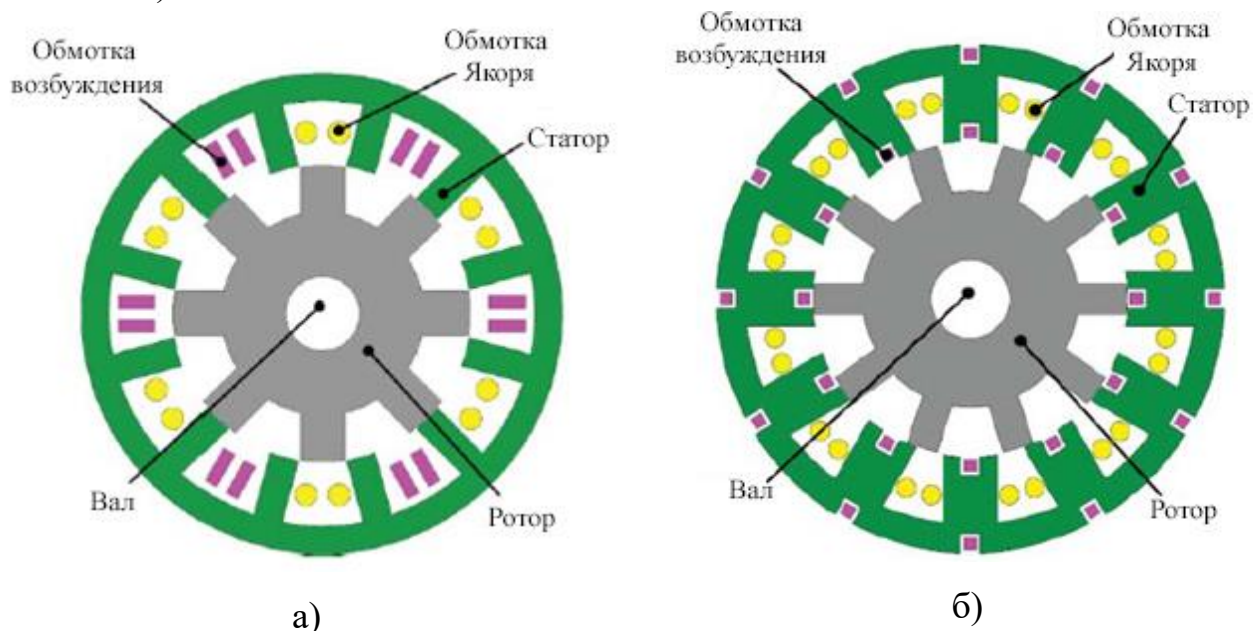 Обмотка
возбуждения
Обмотка
Якоря
Статор
Вал
Ротор
а)
Обмотка
возбуждения
Обмотка
Якоря
Статор
Вал
Ротор
б)